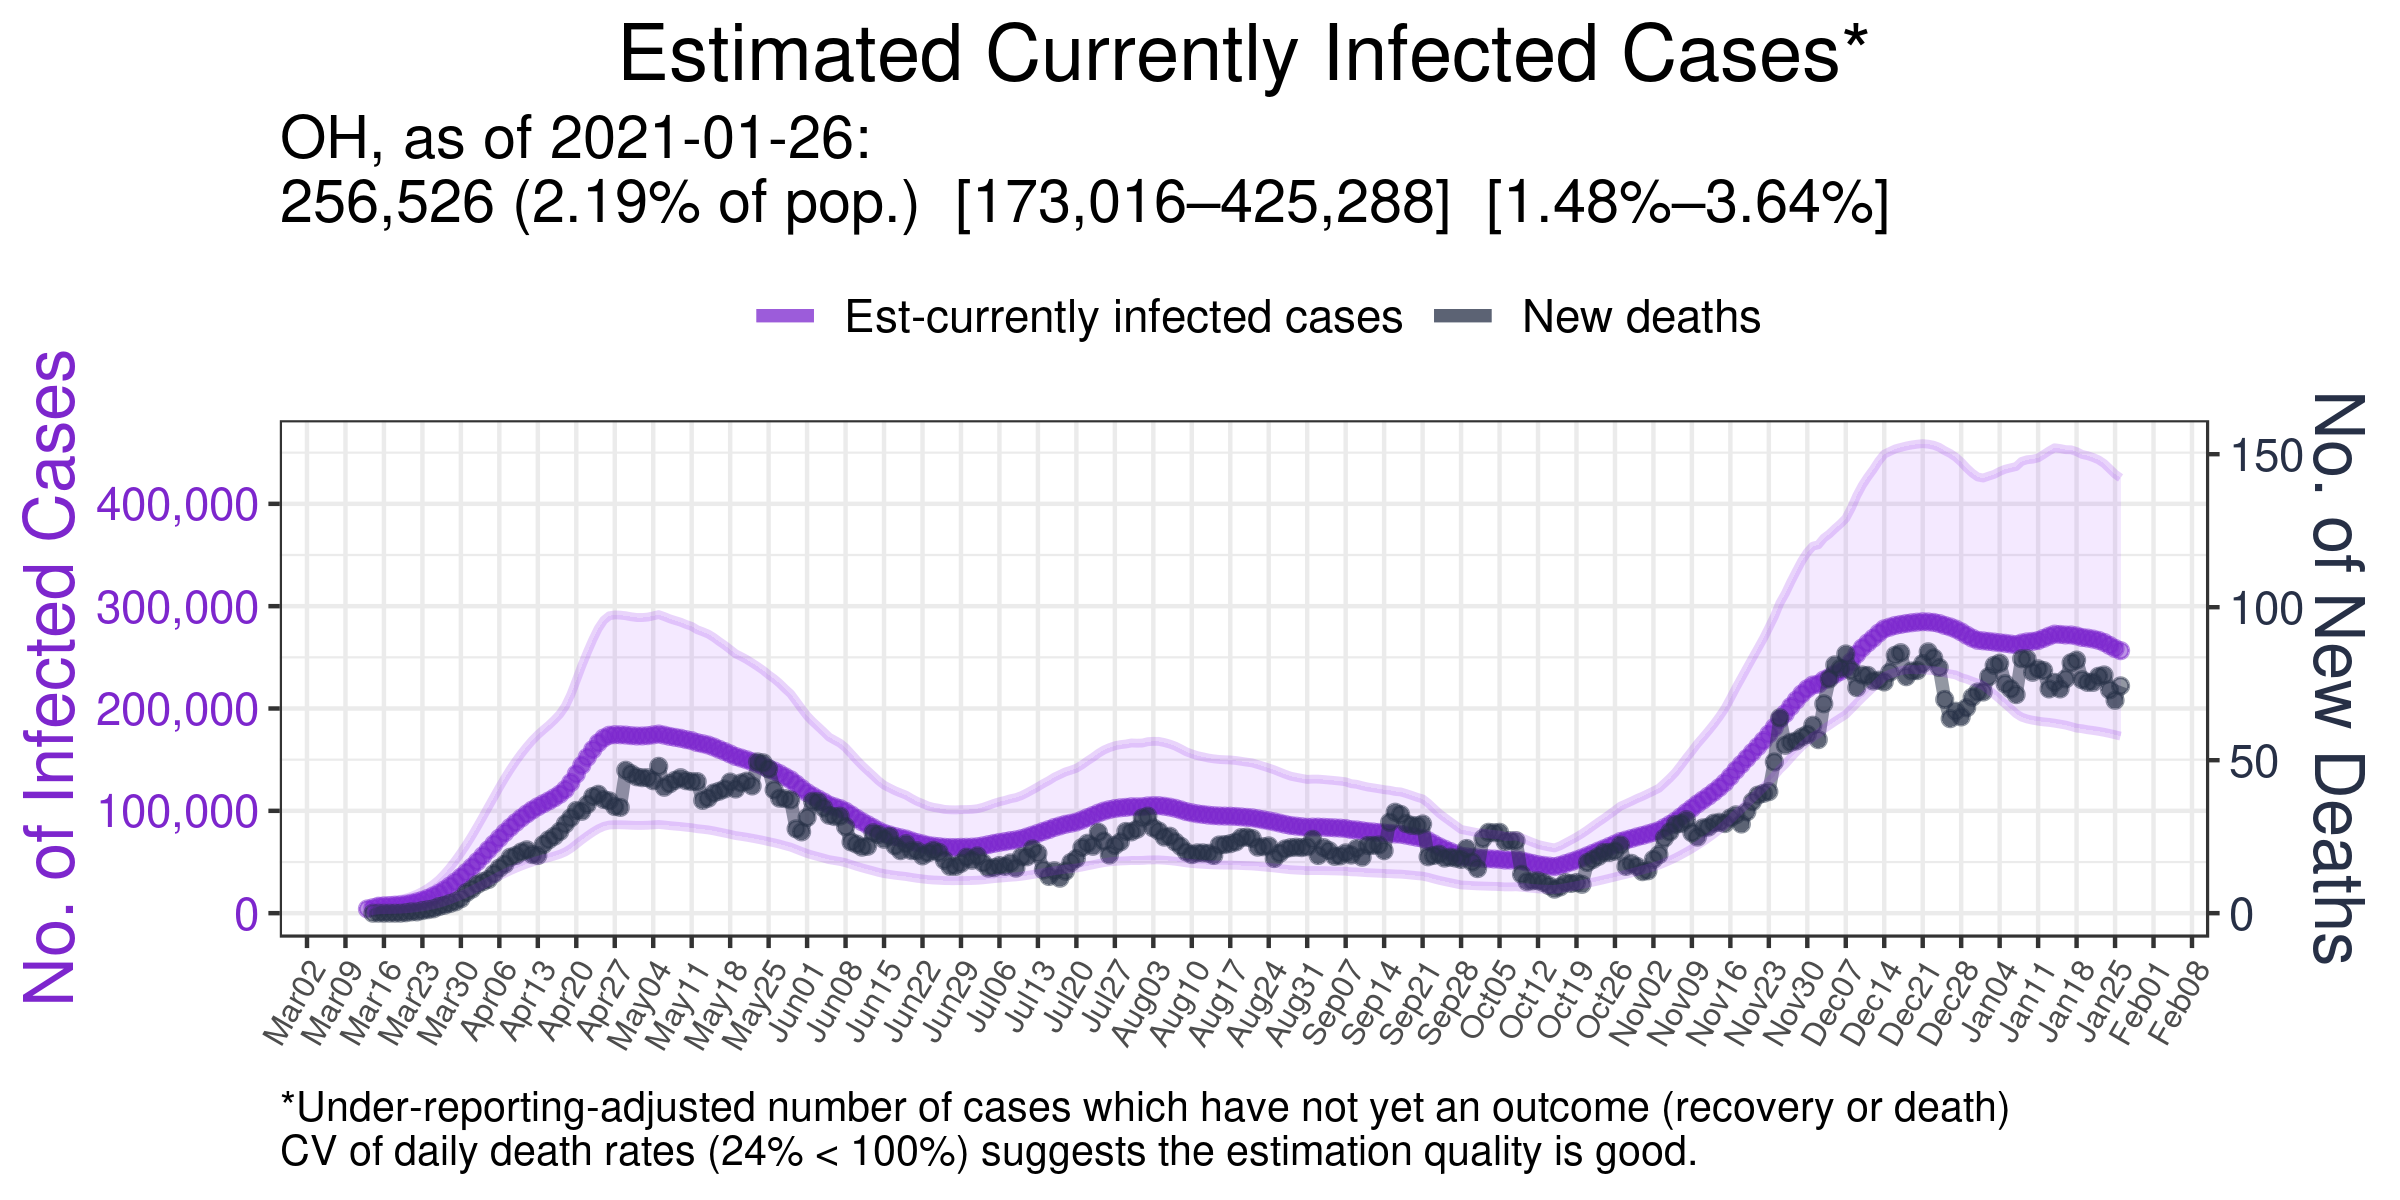 Estimated Currently Infected Cases*
OH, as of 2021-01-26:
256,526 (2.19% of pop.) [173,016–425,288] [1.48%–3.64%]
Est-currently infected cases
New deaths
No. of Infected Cases
400,000
300,000
200,000
100,000
0
150
100
50
0
No. of New Deaths
Mar02
Mar09
Mar16
Mar23
Mar30
Apr06
Apr13
Apr20
Apr27
May04
May11
May18
May25
Jun01
Jun08
Jun15
Jun22
Jun29
Jul06
Jul13
Jul20
Jul27
Aug03
Aug10
Aug17
Aug24
Aug31
Sep07
Sep14
Sep21
Sep28
Oct05
Oct12
Oct19
Oct26
Nov02
Nov09
Nov16
Nov23
Nov30
Dec07
Dec14
Dec21
Dec28
Jan04
Jan11
Jan18
Jan25
Feb01
Feb08
*Under-reporting-adjusted number of cases which have not yet an outcome (recovery or death)
CV of daily death rates (24% < 100%) suggests the estimation quality is good.